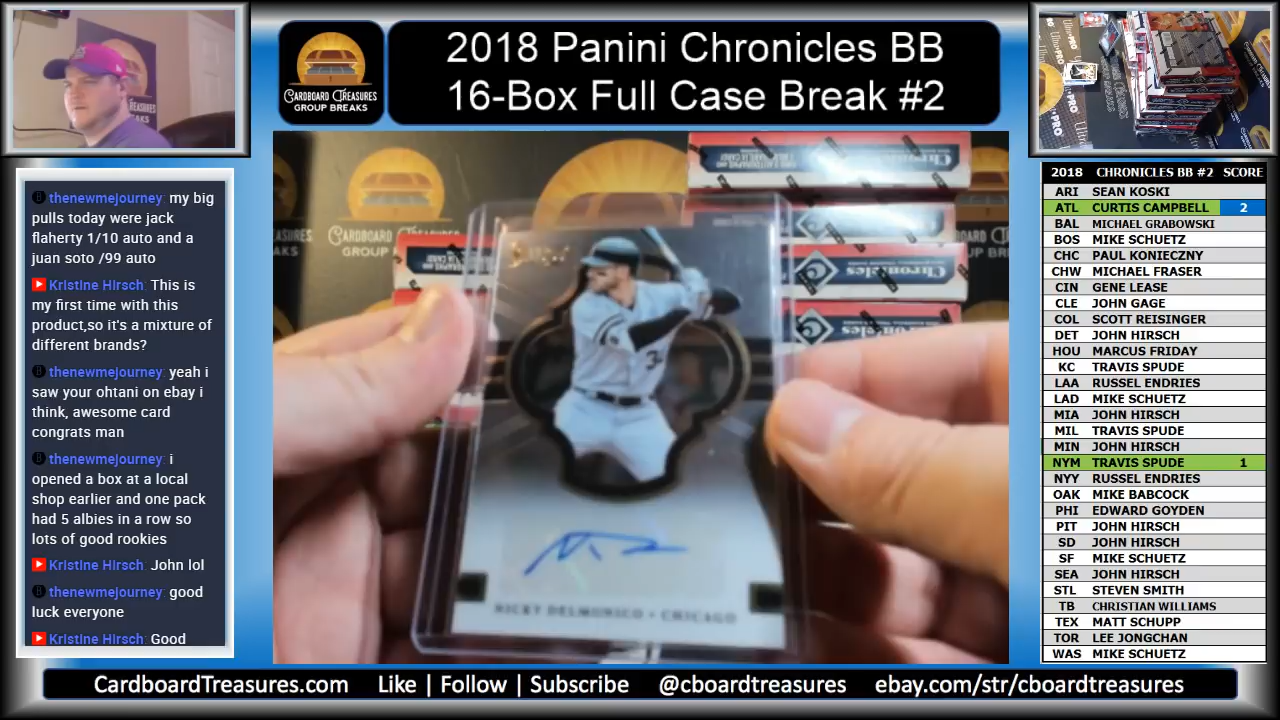 2018 Panini Chronicles BB
16-Box Full Case Break #2
CARDBOARD TREASURES
GROUP BREAKS
thenewmejourney: my big
pulls today were jack
flaherty 1/10 auto and a
juan soto /99 auto
Kristine Hirsch: This is
my first time with this
product,so it's a mixture of
different brands?
thenewmejourney: yeah i
saw your ohtani on ebay i
think, awesome card
congrats man
thenewmejourney: i
opened a box at a local
shop earlier and one pack
had 5 albies in a row so
lots of good rookies
Kristine Hirsch: John lol
thenewmejourney: good
luck everyone
Kristine Hirsch: Good
Chronicles
Chronicles
Chronicles
NICKY DELMONICO • CHICAGO
2018 CHRONICLES BB #2 SCORE
ARI SEAN KOSKI
ATL CURTIS CAMPBELL 2
BAL MICHAEL GRABOWSKI
BOS MIKE SCHUETZ
CHC PAUL KONIECZNY
CHW MICHAEL FRASER
CIN GENE LEASE
CLE JOHN GAGE
COL SCOTT REISINGER
DET JOHN HIRSCH
HOU MARCUS FRIDAY
KC TRAVIS SPUDE
LAA RUSSEL ENDRIES
LAD MIKE SCHUETZ
MIA JOHN HIRSCH
MIL TRAVIS SPUDE
MIN JOHN HIRSCH
NYM TRAVIS SPUDE 1
NYY RUSSEL ENDRIES
OAK MIKE BABCOCK
PHI EDWARD GOYDEN
PIT JOHN HIRSCH
SD JOHN HIRSCH
SF MIKE SCHUETZ
SEA JOHN HIRSCH
STL STEVEN SMITH
TB CHRISTIAN WILLIAMS
TEX MATT SCHUPP
TOR LEE JONGCHAN
WAS MIKE SCHUETZ
CardboardTreasures.com Like | Follow | Subscribe @cboardtreasures ebay.com/str/cboardtreasures